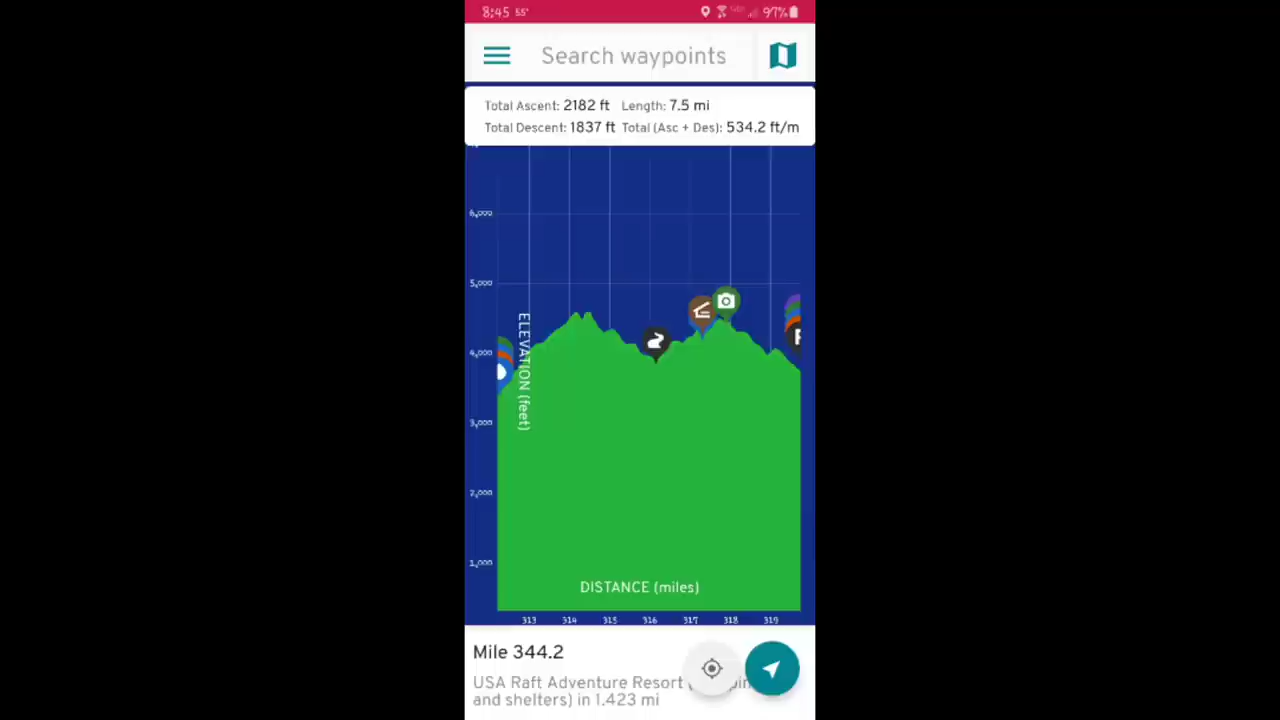 8:45 55° 97%
Search waypoints
Total Ascent: 2182 ft Length: 7.5 mi
Total Descent: 1837 ft Total (Asc + Des): 534.2 ft/m
6,000
5,000
ELEVATION (feet)
4,000
3,000
2,000
1,000
DISTANCE (miles)
313 314 315 316 317 318 319
Mile 344.2
USA Raft Adventure Resort (
and shelters) in 1.423 mi